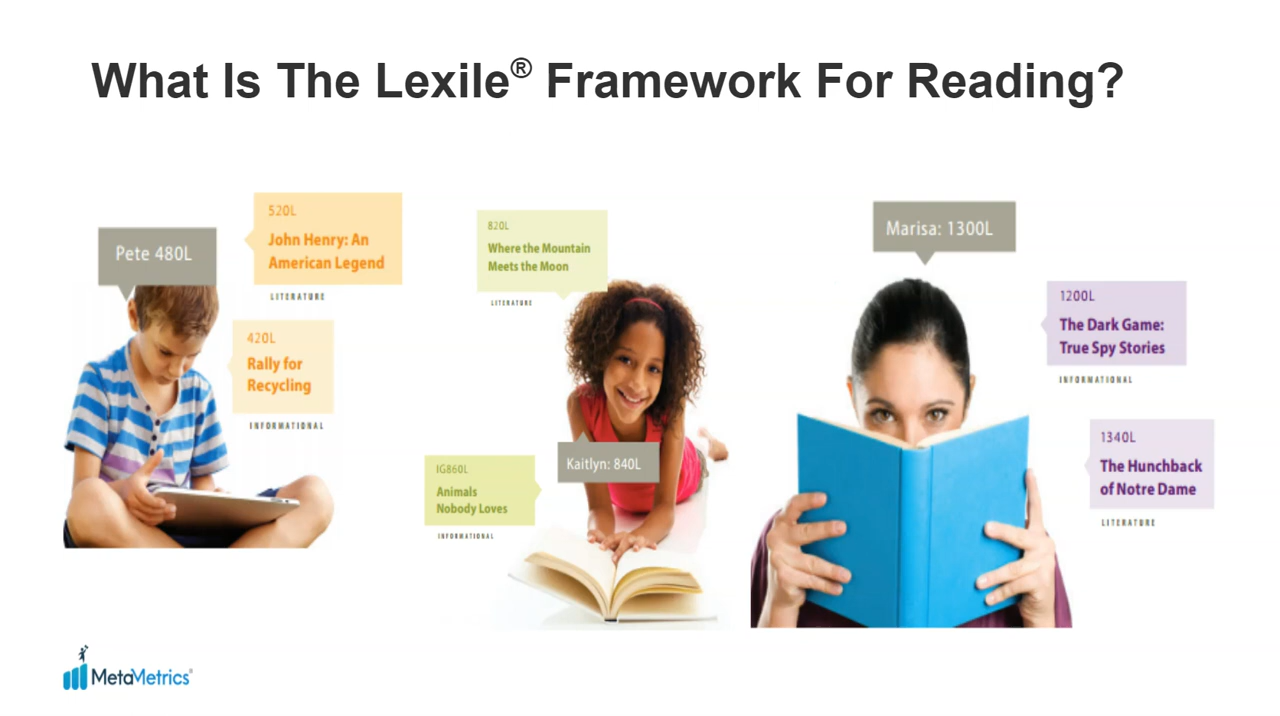 What Is The Lexile® Framework For Reading?
Pete 480L
520L
John Henry: An
American Legend
LITERATURE
420L
Rally for
Recycling
INFORMATIONAL
820L
Where the Mountain
Meets the Moon
LITERATURE
Kaitlyn: 840L
IG860L
Animals
Nobody Loves
INFORMATIONAL
Marisa: 1300L
1200L
The Dark Game:
True Spy Stories
INFORMATIONAL
1340L
The Hunchback
of Notre Dame
LITERATURE
MetaMetrics®